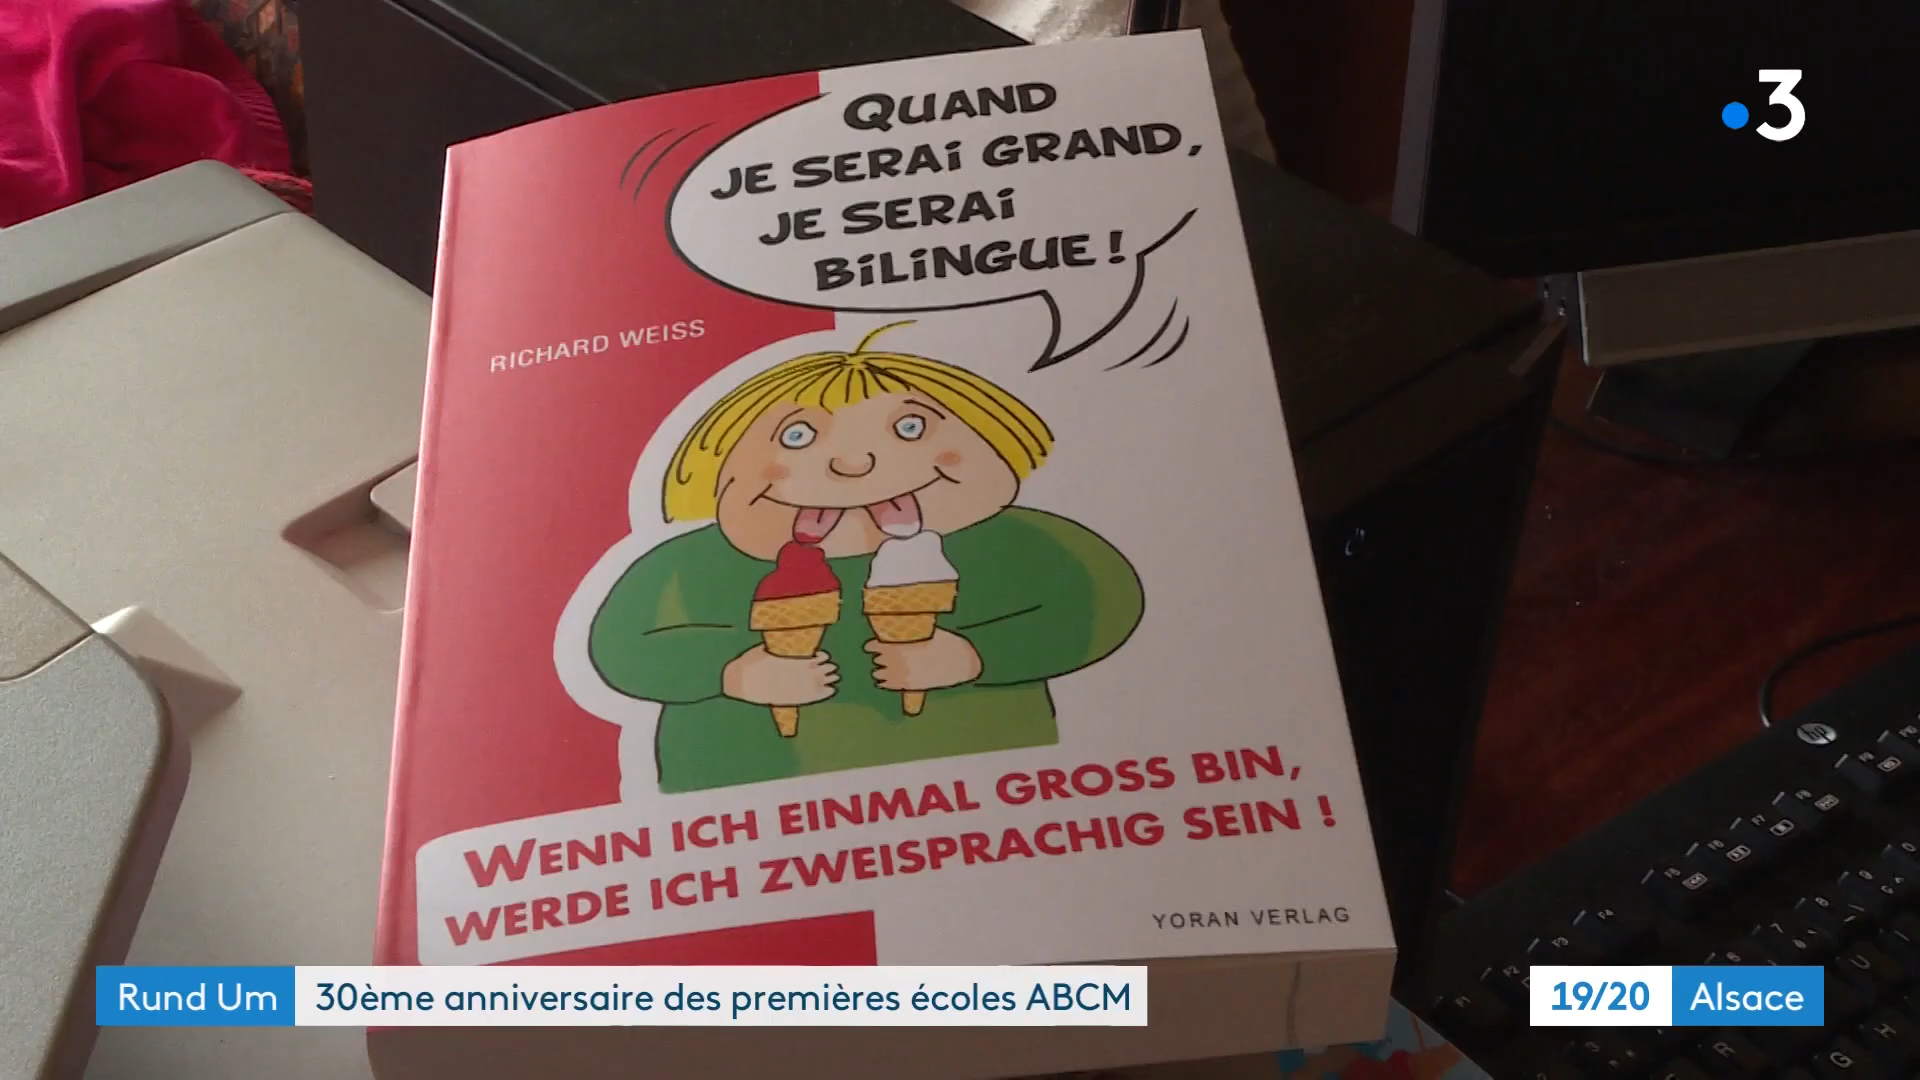 3
QUAND
JE SERAi GRAND,
JE SERAi
BiLiNGUE !
RICHARD WEISS
WENN ICH EINMAL GROSS BIN,
WERDE ICH ZWEISPRACHIG SEIN !
YORAN VERLAG
hp
Rund Um 30ème anniversaire des premières écoles ABCM
19/20 Alsace